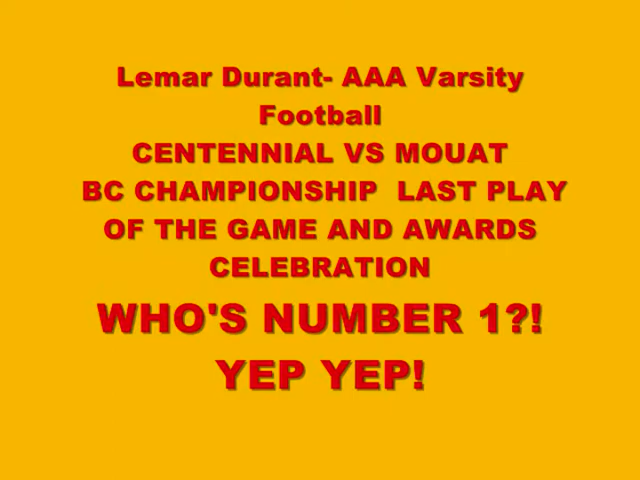 Lemar Durant- AAA Varsity
Football
CENTENNIAL VS MOUAT
BC CHAMPIONSHIP  LAST PLAY
OF THE GAME AND AWARDS
CELEBRATION
WHO'S NUMBER 1?!
YEP YEP!